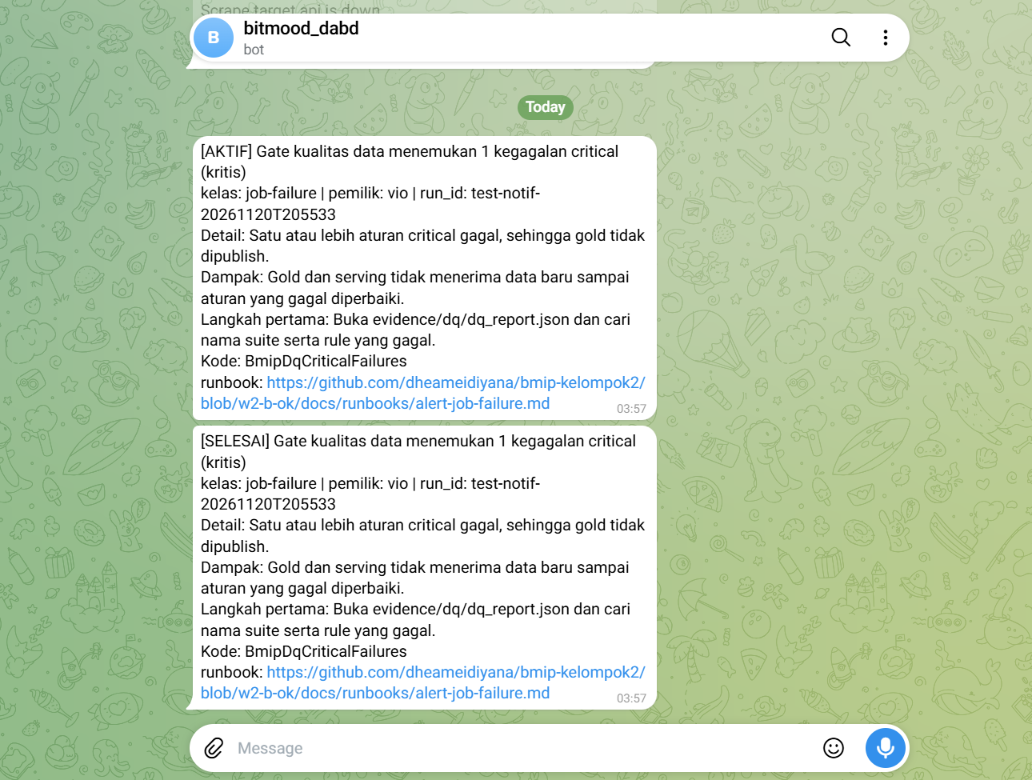 Scrape target api is down
B
bitmood_dabd
bot
Today
[AKTIF] Gate kualitas data menemukan 1 kegagalan critical
(kritis)
kelas: job-failure | pemilik: vio | run_id: test-notif-
20261120T205533
Detail: Satu atau lebih aturan critical gagal, sehingga gold tidak
dipublish.
Dampak: Gold dan serving tidak menerima data baru sampai
aturan yang gagal diperbaiki.
Langkah pertama: Buka evidence/dq/dq_report.json dan cari
nama suite serta rule yang gagal.
Kode: BmipDqCriticalFailures
runbook: https://github.com/dheameidiyana/bmip-kelompok2/
blob/w2-b-ok/docs/runbooks/alert-job-failure.md
03:57
[SELESAI] Gate kualitas data menemukan 1 kegagalan critical
(kritis)
kelas: job-failure | pemilik: vio | run_id: test-notif-
20261120T205533
Detail: Satu atau lebih aturan critical gagal, sehingga gold tidak
dipublish.
Dampak: Gold dan serving tidak menerima data baru sampai
aturan yang gagal diperbaiki.
Langkah pertama: Buka evidence/dq/dq_report.json dan cari
nama suite serta rule yang gagal.
Kode: BmipDqCriticalFailures
runbook: https://github.com/dheameidiyana/bmip-kelompok2/
blob/w2-b-ok/docs/runbooks/alert-job-failure.md
03:57
Message